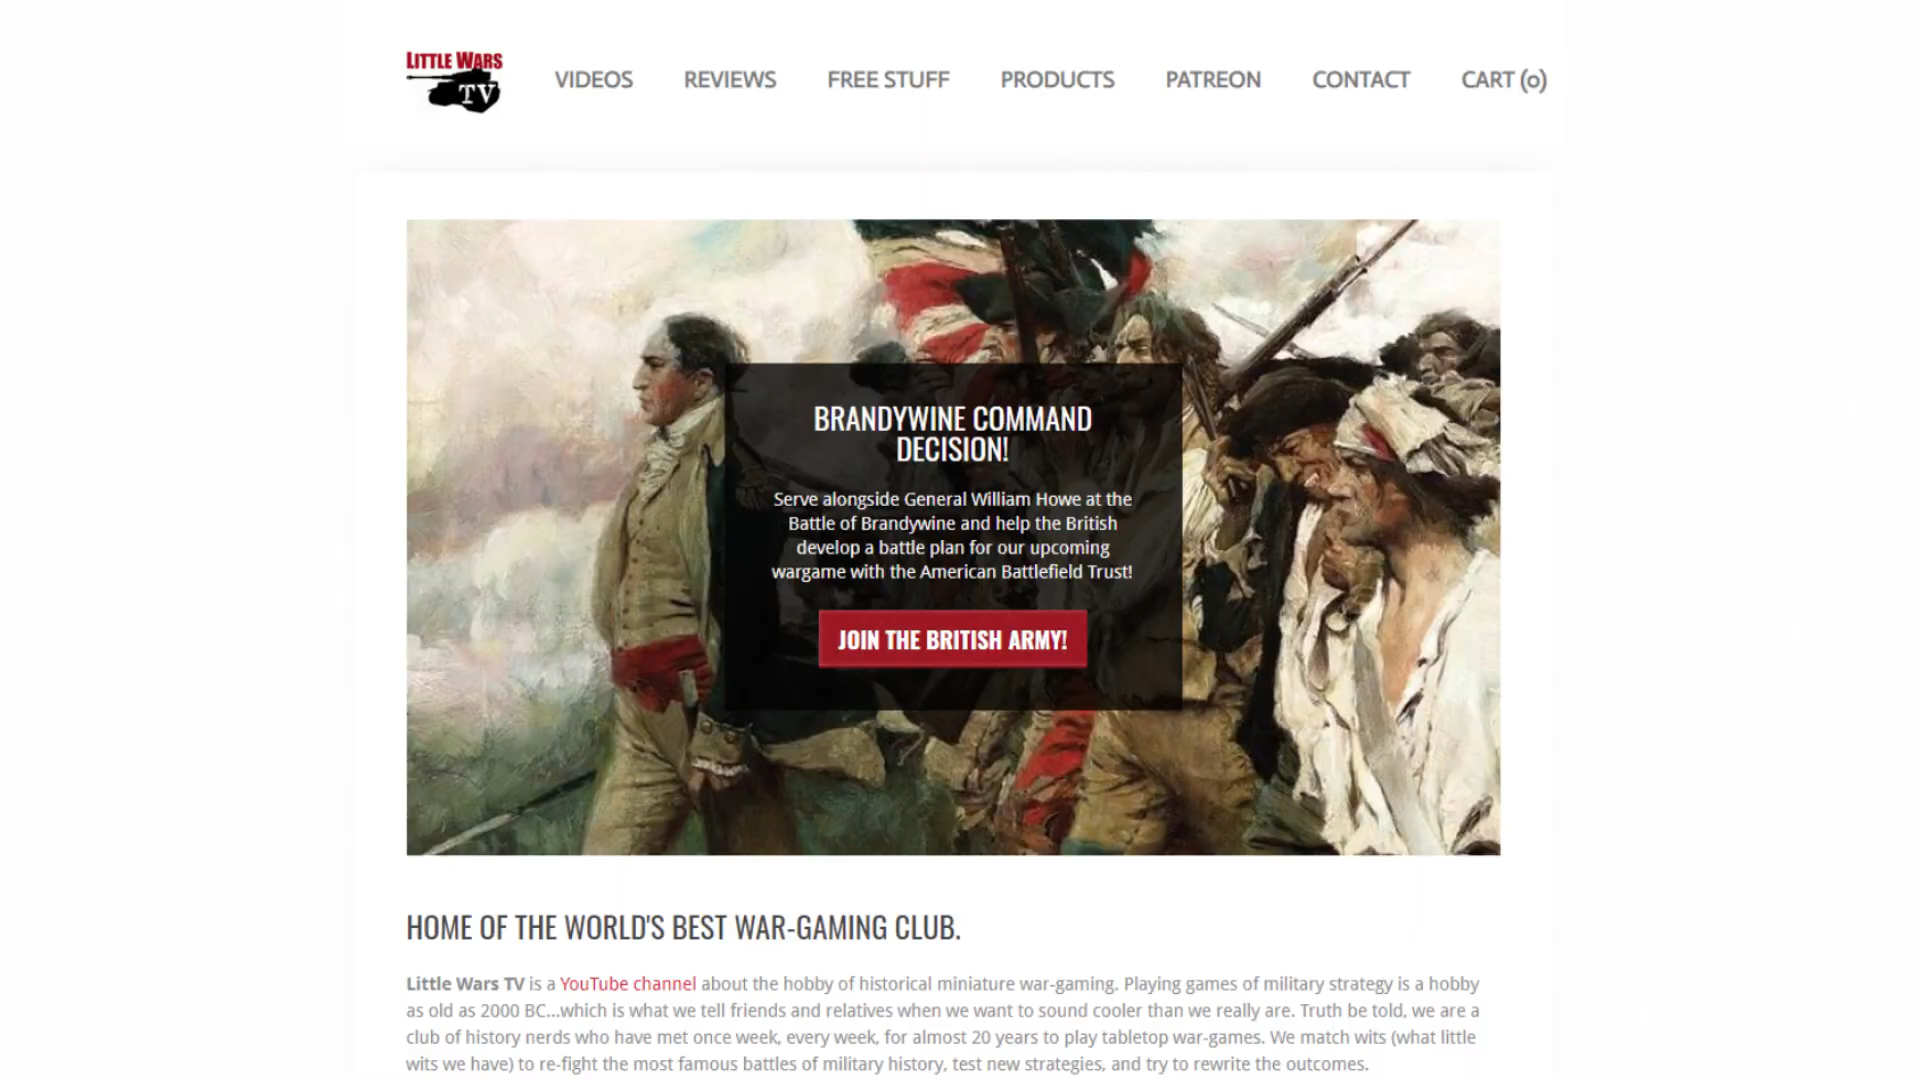 LITTLE WARS
TV
VIDEOS REVIEWS FREE STUFF PRODUCTS PATREON CONTACT CART (0)
BRANDYWINE COMMAND
DECISION!
Serve alongside General William Howe at the
Battle of Brandywine and help the British
develop a battle plan for our upcoming
wargame with the American Battlefield Trust!
JOIN THE BRITISH ARMY!
HOME OF THE WORLD'S BEST WAR-GAMING CLUB.
Little Wars TV is a YouTube channel about the hobby of historical miniature war-gaming. Playing games of military strategy is a hobby
as old as 2000 BC...which is what we tell friends and relatives when we want to sound cooler than we really are. Truth be told, we are a
club of history nerds who have met once week, every week, for almost 20 years to play tabletop war-games. We match wits (what little
wits we have) to re-fight the most famous battles of military history, test new strategies, and try to rewrite the outcomes.